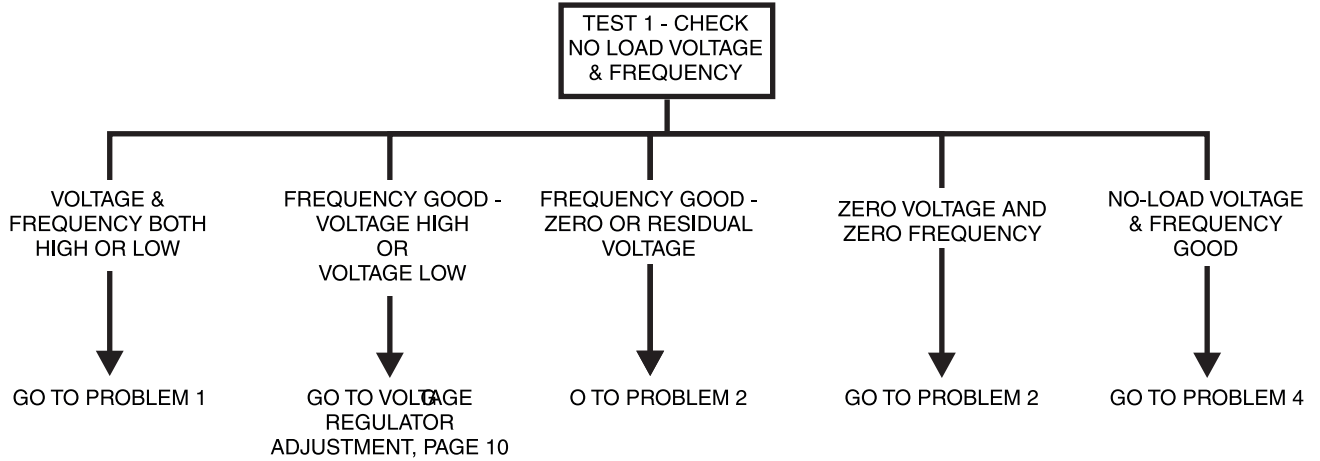 TEST 1 - CHECK
NO LOAD VOLTAGE
& FREQUENCY
VOLTAGE &
FREQUENCY BOTH
HIGH OR LOW
FREQUENCY GOOD -
VOLTAGE HIGH
OR
VOLTAGE LOW
FREQUENCY GOOD -
ZERO OR RESIDUAL
VOLTAGE
ZERO VOLTAGE AND
ZERO FREQUENCY
NO-LOAD VOLTAGE
& FREQUENCY
GOOD
GO TO PROBLEM 1
GO TO VOLTAGE
REGULATOR
ADJUSTMENT, PAGE 10
O TO PROBLEM 2
GO TO PROBLEM 2
GO TO PROBLEM 4